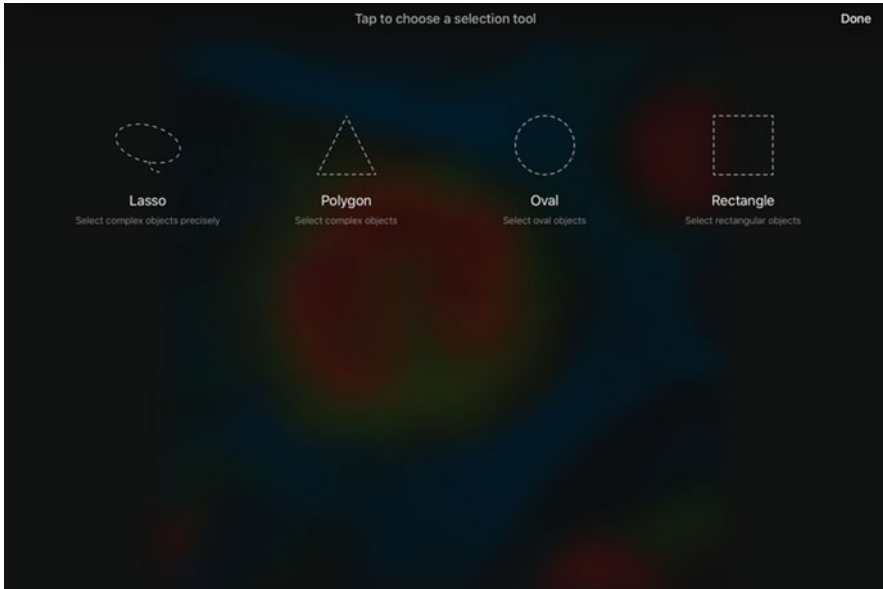 Tap to choose a selection tool
Done
Lasso
Select complex objects precisely
Polygon
Select complex objects
Oval
Select oval objects
Rectangle
Select rectangular objects